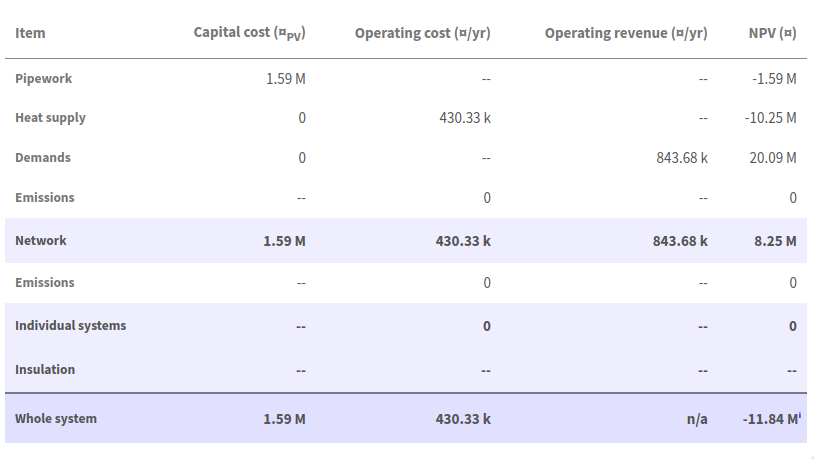 Item Capital cost (¤PV) Operating cost (¤/yr) Operating revenue (¤/yr) NPV (¤)
Pipework 1.59 M -- -- -1.59 M
Heat supply 0 430.33 k -- -10.25 M
Demands 0 -- 843.68 k 20.09 M
Emissions -- 0 -- 0
Network 1.59 M 430.33 k 843.68 k 8.25 M
Emissions -- 0 -- 0
Individual systems -- 0 -- 0
Insulation -- -- -- --
Whole system 1.59 M 430.33 k n/a -11.84 Mⁱ